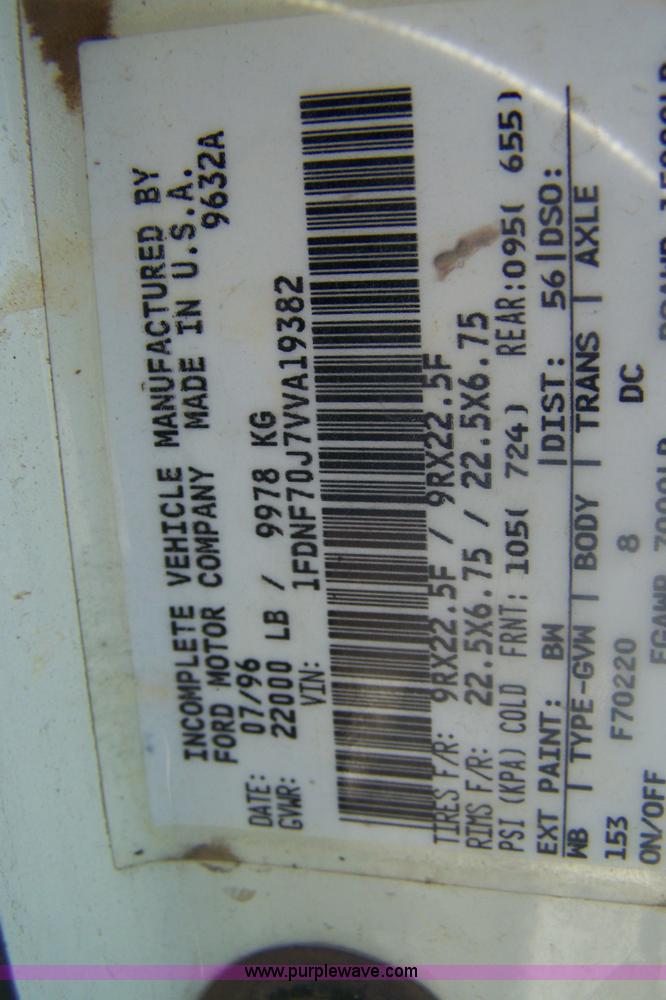 INCOMPLETE VEHICLE MANUFACTURED BY
FORD MOTOR COMPANY MADE IN U.S.A.
9632A
DATE: 07/96
GVWR: 22000 LB / 9978 KG
VIN: 1FDNF70J7VVA19382
TIRES F/R: 9RX22.5F / 9RX22.5F
RIMS F/R: 22.5X6.75 / 22.5X6.75
PSI (KPA) COLD FRNT: 105( 724) REAR:095( 655)
EXT PAINT: BW |DIST: 56|DSO:
WB | TYPE-GVW | BODY | TRANS | AXLE
153 F70220 8 DC
ON/OFF
www.purplewave.com